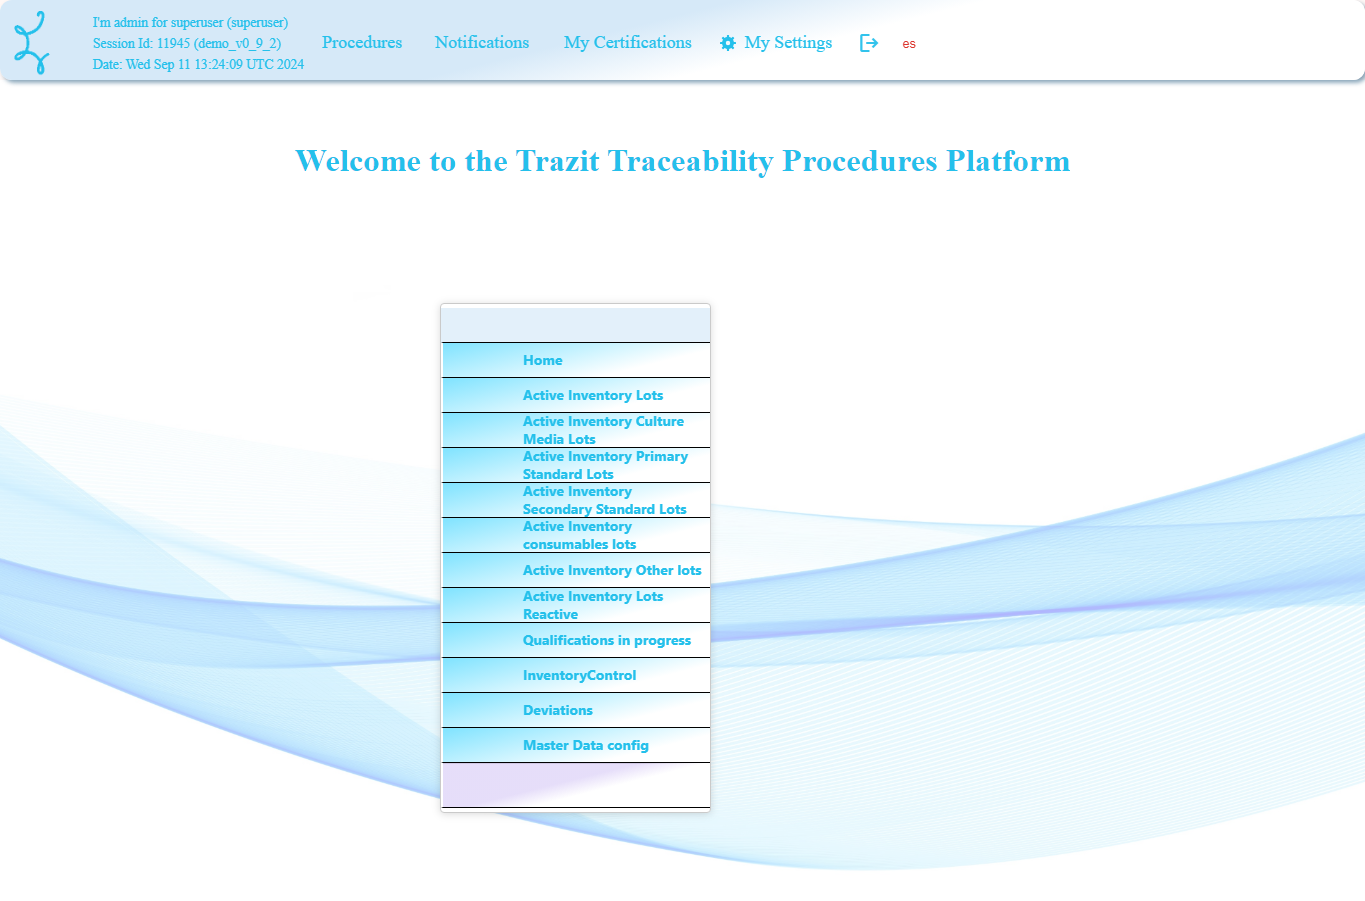 I'm admin for superuser (superuser)
Session Id: 11945 (demo_v0_9_2)
Date: Wed Sep 11 13:24:09 UTC 2024
Procedures
Notifications
My Certifications
My Settings
es
Welcome to the Trazit Traceability Procedures Platform
Home
Active Inventory Lots
Active Inventory Culture
Media Lots
Active Inventory Primary
Standard Lots
Active Inventory
Secondary Standard Lots
Active Inventory
consumables lots
Active Inventory Other lots
Active Inventory Lots
Reactive
Qualifications in progress
InventoryControl
Deviations
Master Data config